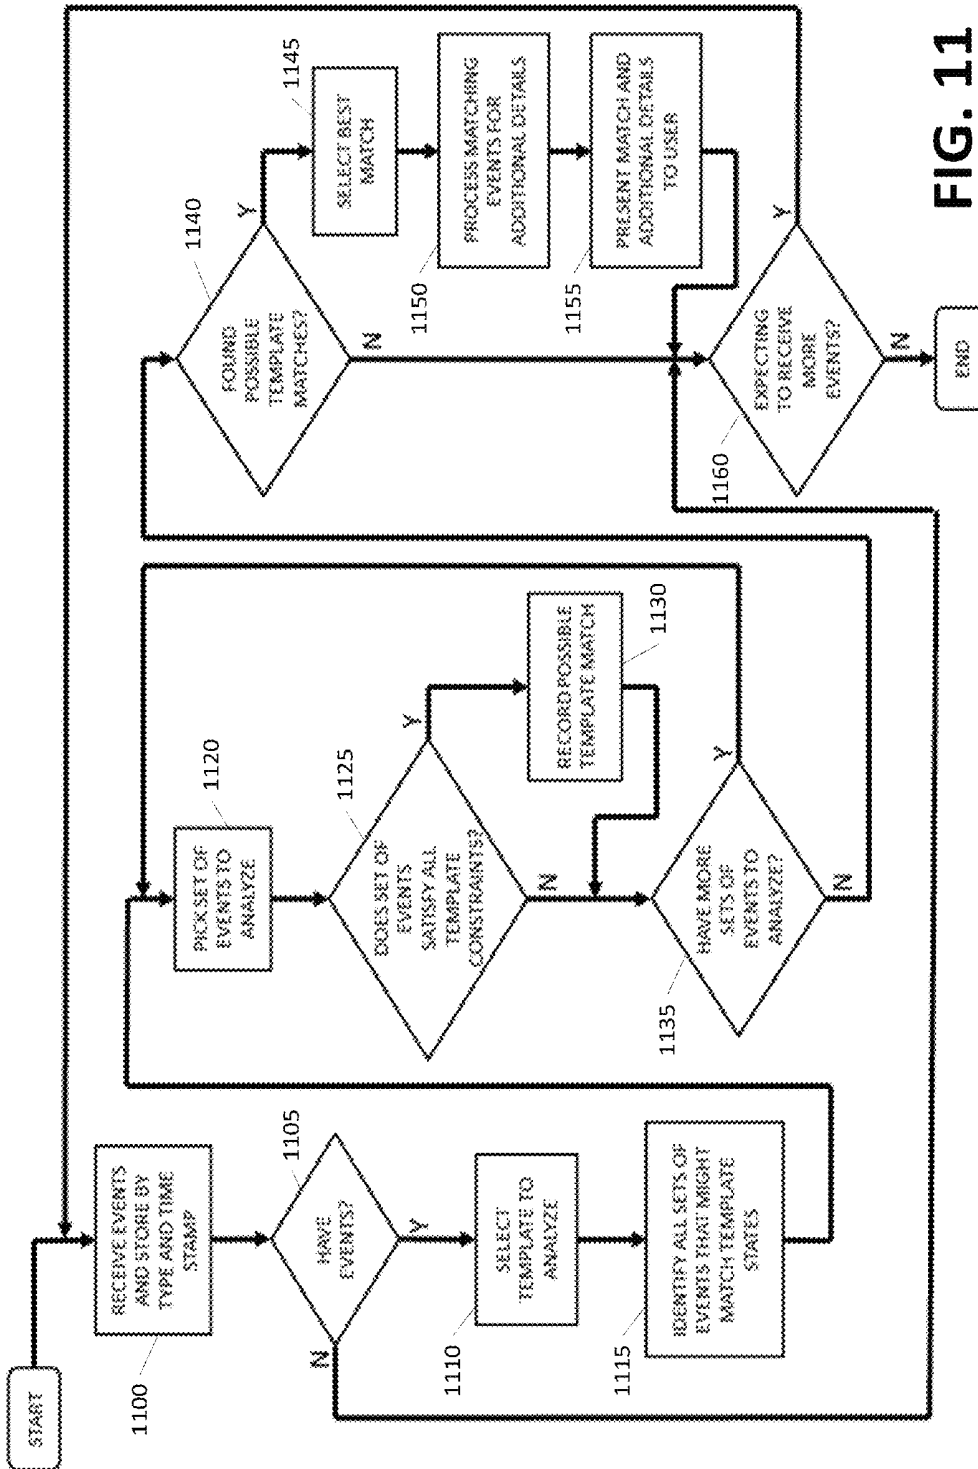 START
RECEIVE EVENTS
AND STORE BY
TYPE AND TIME
STAMP
1100
HAVE
EVENTS?
1105
N
Y
SELECT
TEMPLATE TO
ANALYZE
1110
IDENTIFY ALL SETS OF
EVENTS THAT MIGHT
MATCH TEMPLATE
STATES
1115
PICK SET OF
EVENTS TO
ANALYZE
1120
DOES SET OF
EVENTS
SATISFY ALL
TEMPLATE
CONSTRAINTS?
1125
Y
N
RECORD POSSIBLE
TEMPLATE MATCH
1130
HAVE MORE
SETS OF
EVENTS TO
ANALYZE?
1135
Y
N
FOUND
POSSIBLE
TEMPLATE
MATCHES?
1140
Y
N
SELECT BEST
MATCH
1145
PROCESS MATCHING
EVENTS FOR
ADDITIONAL DETAILS
1150
PRESENT MATCH AND
ADDITIONAL DETAILS
TO USER
1155
EXPECTING
TO RECEIVE
MORE
EVENTS?
1160
Y
N
END
FIG. 11